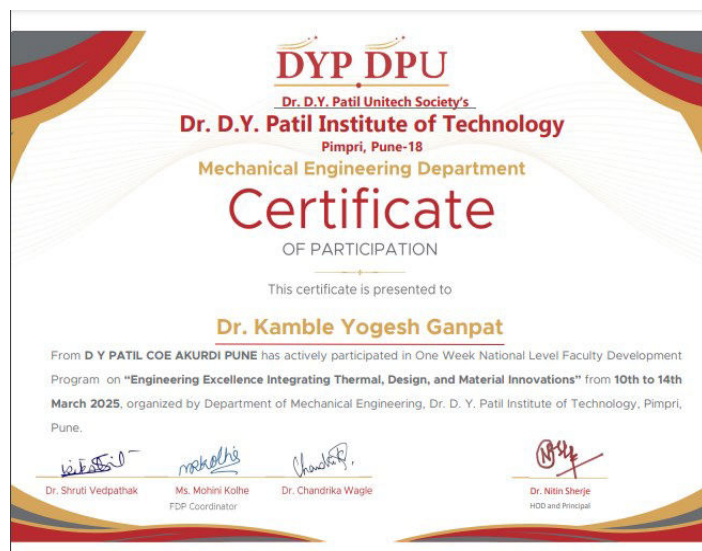 DYP DPU
Dr. D.Y. Patil Unitech Society's
Dr. D.Y. Patil Institute of Technology
Pimpri, Pune-18
Mechanical Engineering Department
Certificate
OF PARTICIPATION
This certificate is presented to
Dr. Kamble Yogesh Ganpat
From D Y PATIL COE AKURDI PUNE has actively participated in One Week National Level Faculty Development
Program on “Engineering Excellence Integrating Thermal, Design, and Material Innovations” from 10th to 14th
March 2025, organized by Department of Mechanical Engineering, Dr. D. Y. Patil Institute of Technology, Pimpri,
Pune.
Dr. Shruti Vedpathak Ms. Mohini Kolhe Dr. Chandrika Wagle Dr. Nitin Sherje
FDP Coordinator HOD and Principal